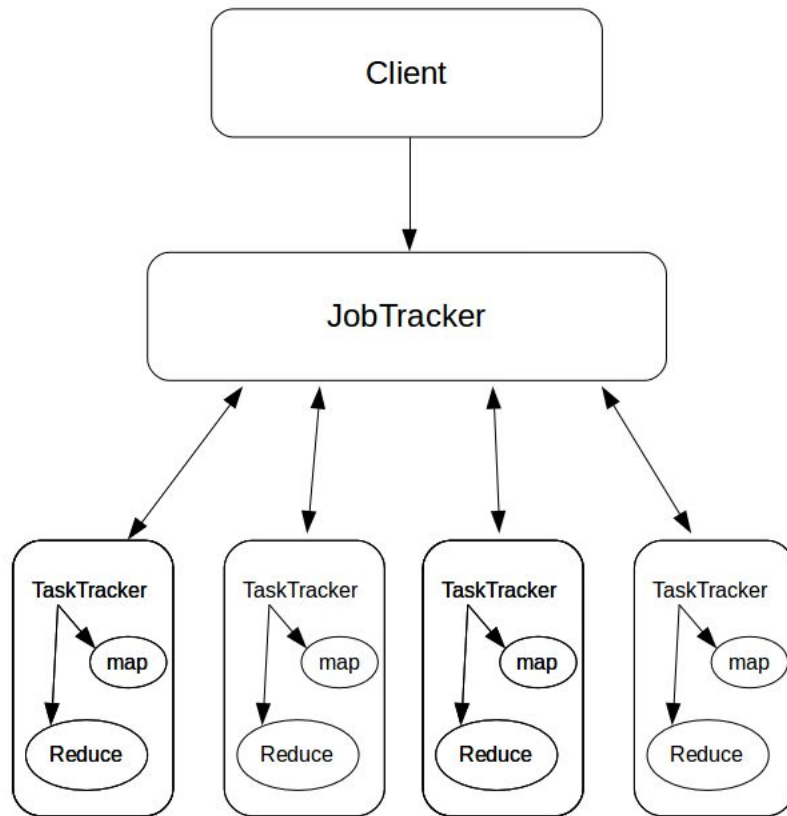 Client
JobTracker
TaskTracker
map
Reduce
TaskTracker
map
Reduce
TaskTracker
map
Reduce
TaskTracker
map
Reduce